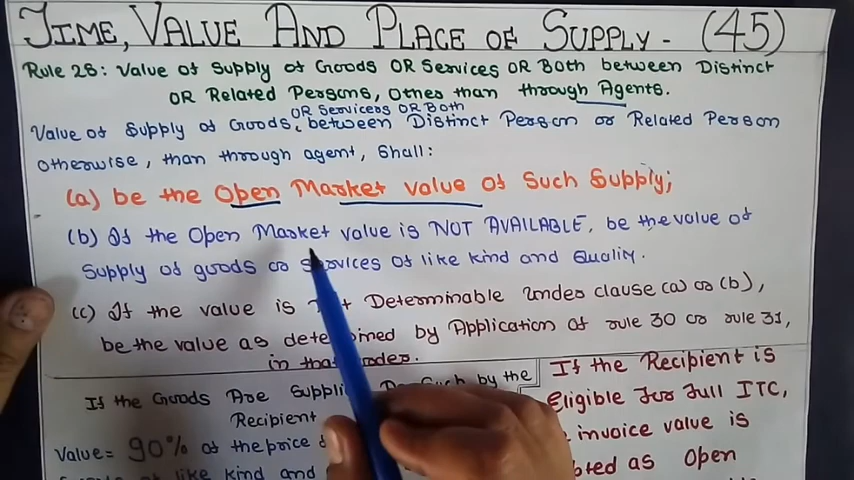 TIME, VALUE AND PLACE OF SUPPLY - (45)
Rule 28: Value of Supply of Goods OR Services OR Both between Distinct
OR Related Persons, Other than through Agents.
OR Services OR Both
Value of Supply of Goods, between Distinct Person or Related Person
otherwise, than through agent, Shall:
(a) be the Open Market value of Such Supply;
(b) If the Open Market value is NOT AVAILABLE, be the value of
Supply of goods or services of like kind and Quality.
(c) If the value is Not Determinable Under clause (a) or (b),
be the value as determined by Application of rule 30 or rule 31,
in that order.
If the Goods Are by the
Recipient
Value = 90% of the price
of like kind and
If the Recipient is
Eligible For full ITC,
invoice value is
as Open